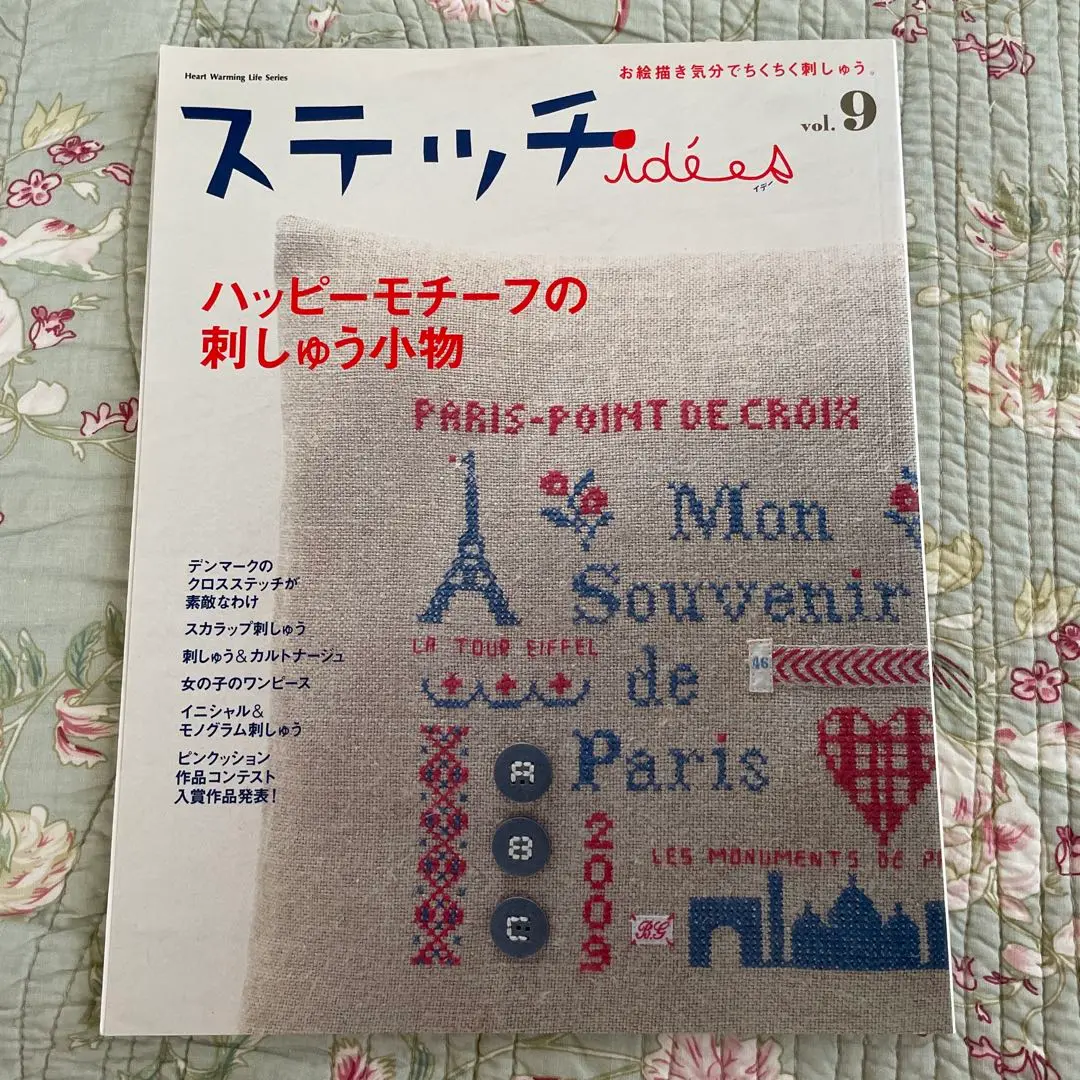 Heart Warming Life Series
お絵描き気分でちくちく刺しゅう。
ステッチidées
イデー
vol. 9
ハッピーモチーフの
刺しゅう小物
PARIS-POINT DE CROIX
Mon
Souvenir
de
Paris
LA TOUR EIFFEL
46
デンマークの
クロスステッチが
素敵なわけ
スカラップ刺しゅう
刺しゅう&カルトナージュ
女の子のワンピース
イニシャル&
モノグラム刺しゅう
ピンクッション
作品コンテスト
入賞作品発表!
A
B
C
2009
LES MONUMENTS DE
B.G